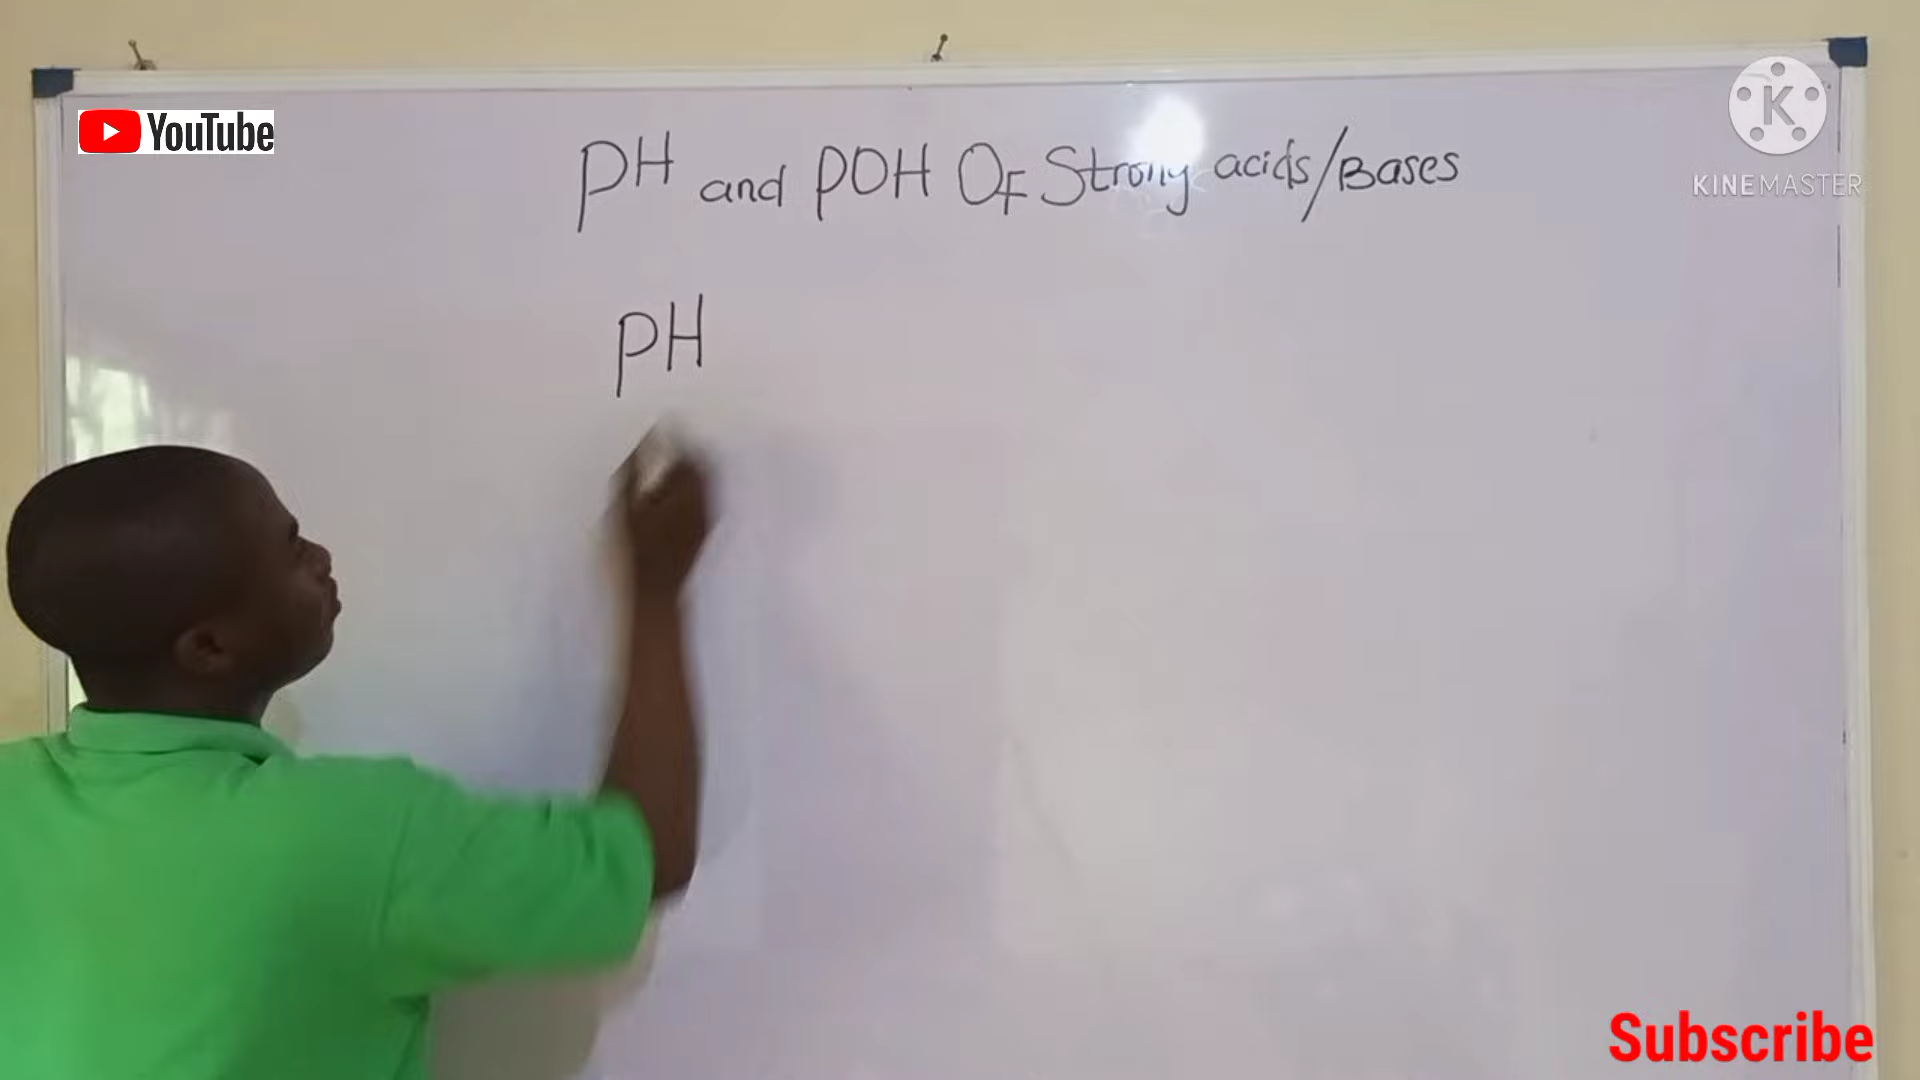 YouTube
K
KINEMASTER
PH and POH Of Strong acids/Bases
PH
Subscribe